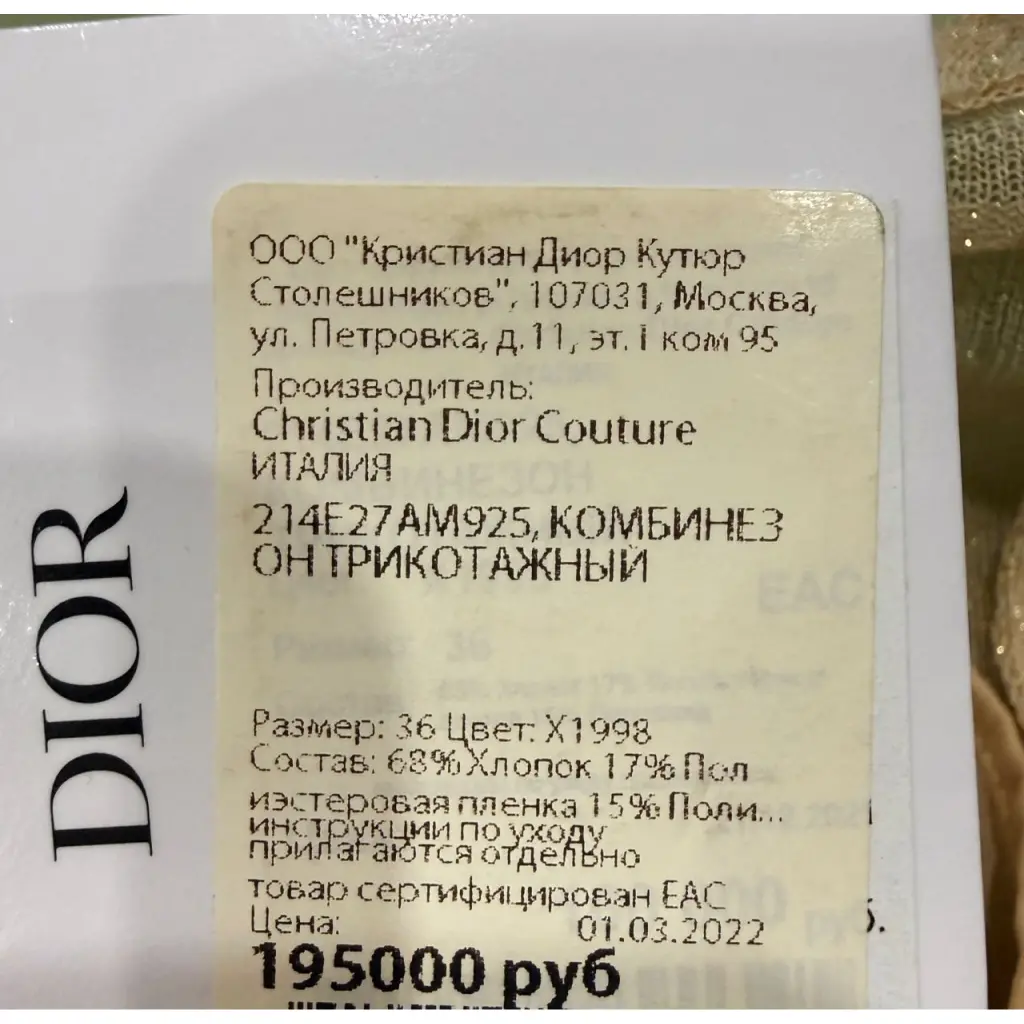 DIOR
ООО "Кристиан Диор Кутюр
Столешников", 107031, Москва,
ул. Петровка, д.11, эт. I ком 95
Производитель:
Christian Dior Couture
ИТАЛИЯ
214E27AM925, КОМБИНЕЗ
ОН ТРИКОТАЖНЫЙ
EAC
36
Размер: 36 Цвет: X1998
Состав: 68% Хлопок 17% Пол
иэстеровая пленка 15% Поли...
инструкции по уходу
прилагаются отдельно
товар сертифицирован EAC
Цена: 01.03.2022
195000 руб